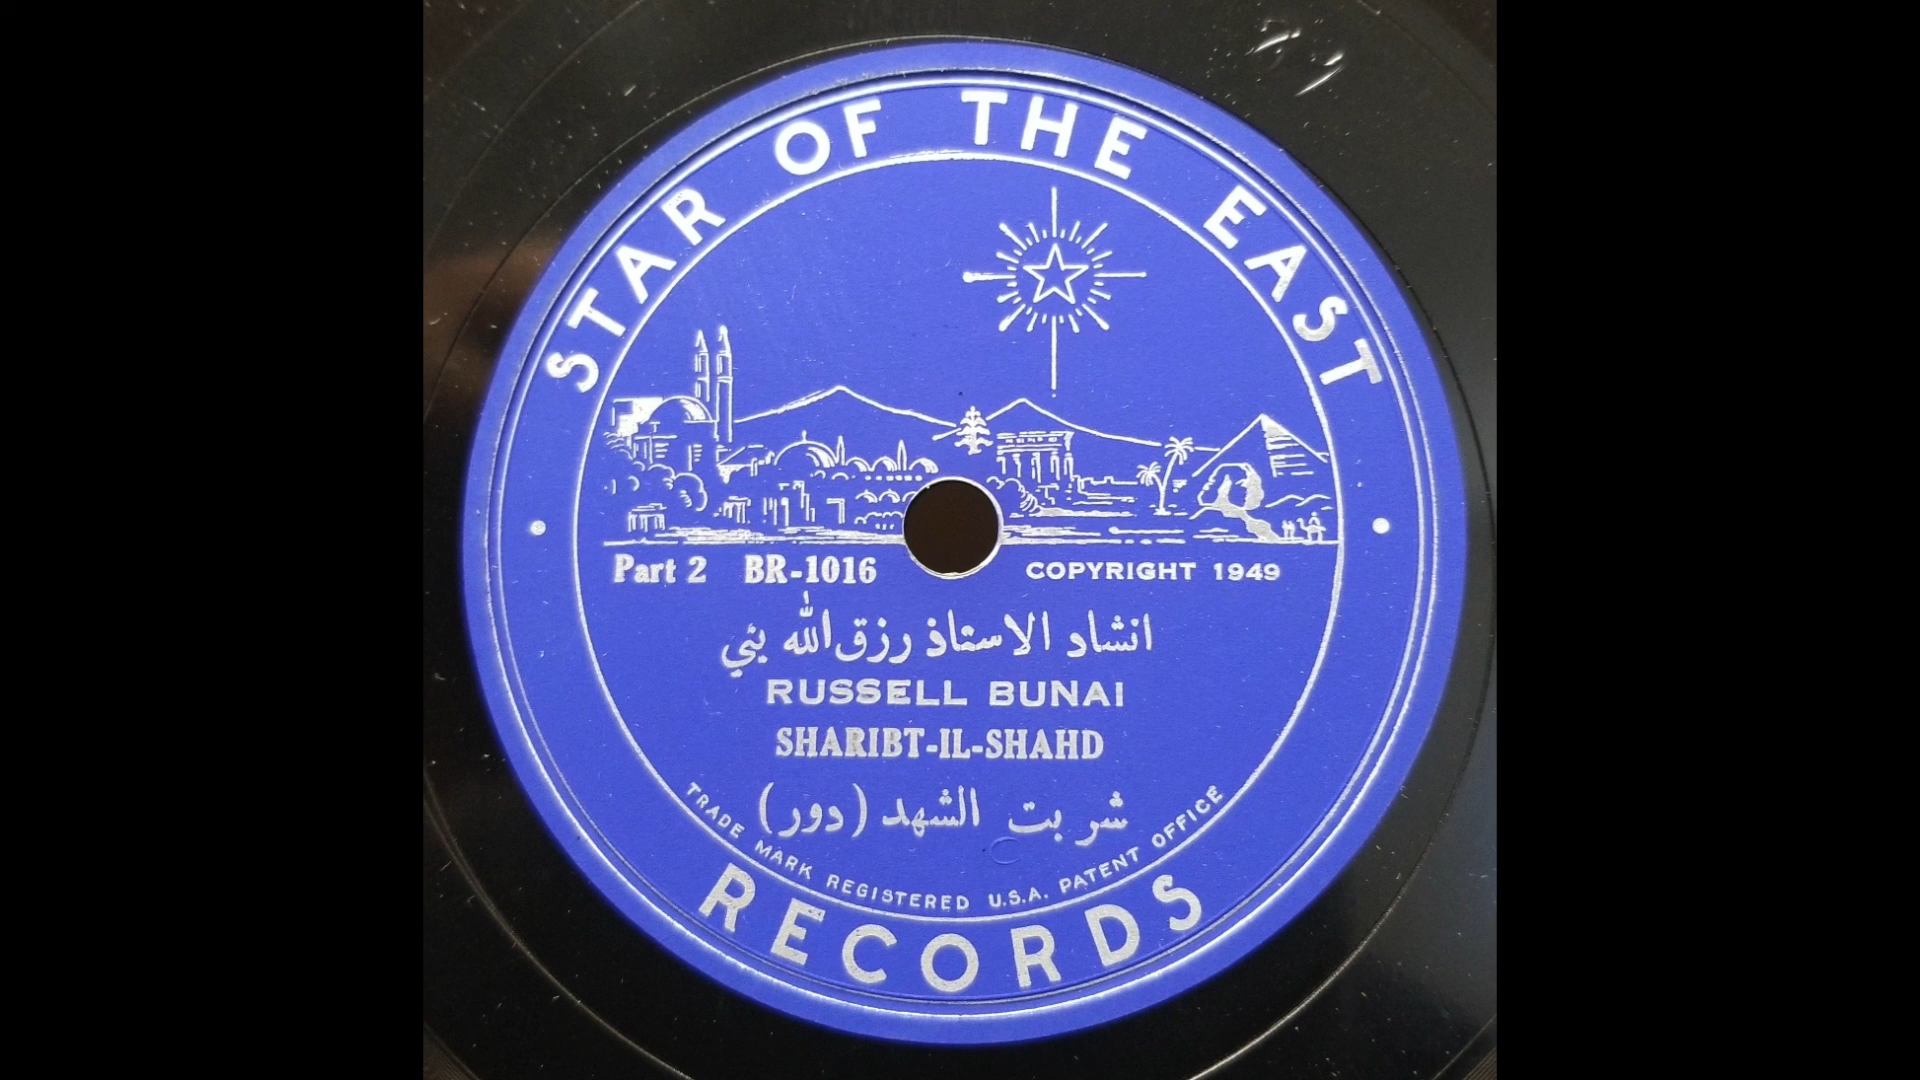 STAR OF THE EAST
Part 2 BR-1016
COPYRIGHT 1949
انشاد الاستاذ رزق الله بني
RUSSELL BUNAI
SHARIBT-IL-SHAHD
شربت الشهد (دور)
TRADE MARK REGISTERED U.S.A. PATENT OFFICE
RECORDS